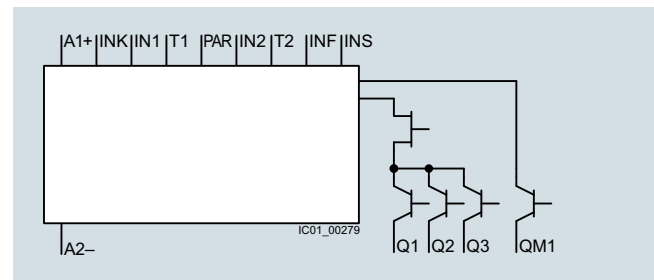 A1+ INK IN1 T1 PAR IN2 T2 INF INS
IC01_00279
A2– Q1 Q2 Q3 QM1